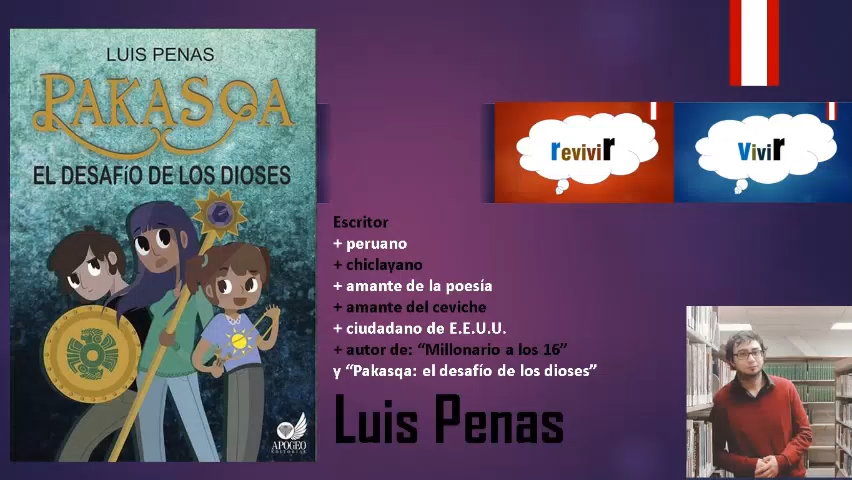 LUIS PENAS
PAKASQA
EL DESAFíO DE LOS DIOSES
APOGEO
EDITORIAL
revivir
vivir
Escritor
+ peruano
+ chiclayano
+ amante de la poesía
+ amante del ceviche
+ ciudadano de E.E.U.U.
+ autor de: “Millonario a los 16”
y “Pakasqa: el desafío de los dioses”
Luis Penas